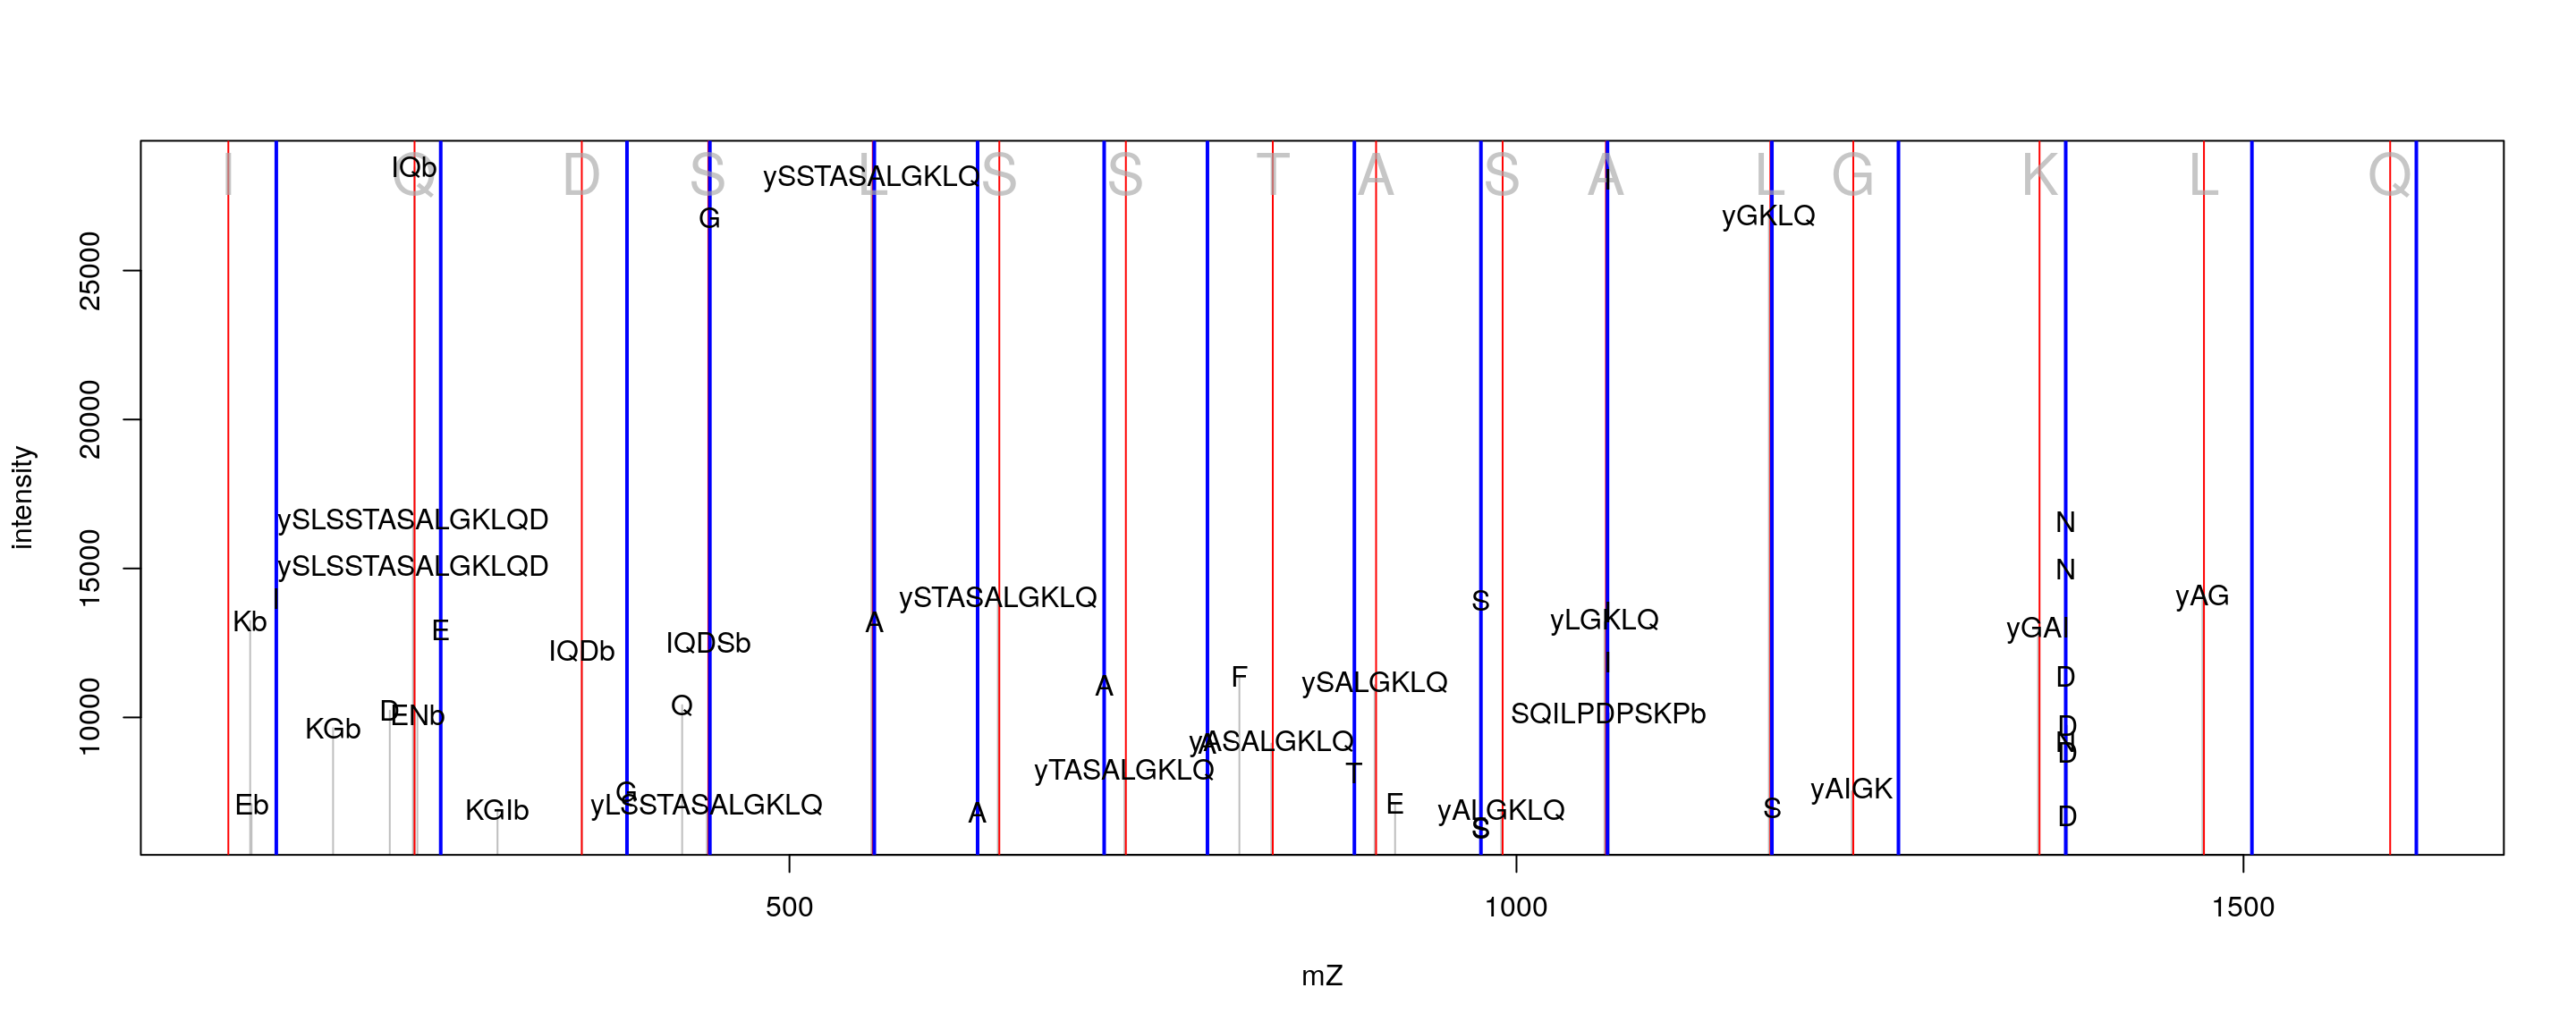 I Q D S L S S T A S A L G K L Q
IQb
ySSTASALGKLQ
G
yGKLQ
25000
20000
ySLSSTASALGKLQD
N
ySLSSTASALGKLQD
N
15000
I
ySTASALGKLQ
S
yAG
Kb
A
yLGKLQ
E
yGAI
IQDb
IQDSb
I
F
D
ySALGKLQ
A
D
ENb
Q
SQILPDPSKPb
10000
KGb
D
yASALGKLQ
A
N
D
yTASALGKLQ
T
G
yAIGK
Eb
yLSSTASALGKLQ
E
S
KGIb
A
yALGKLQ
D
S
intensity
500 1000 1500
mZ